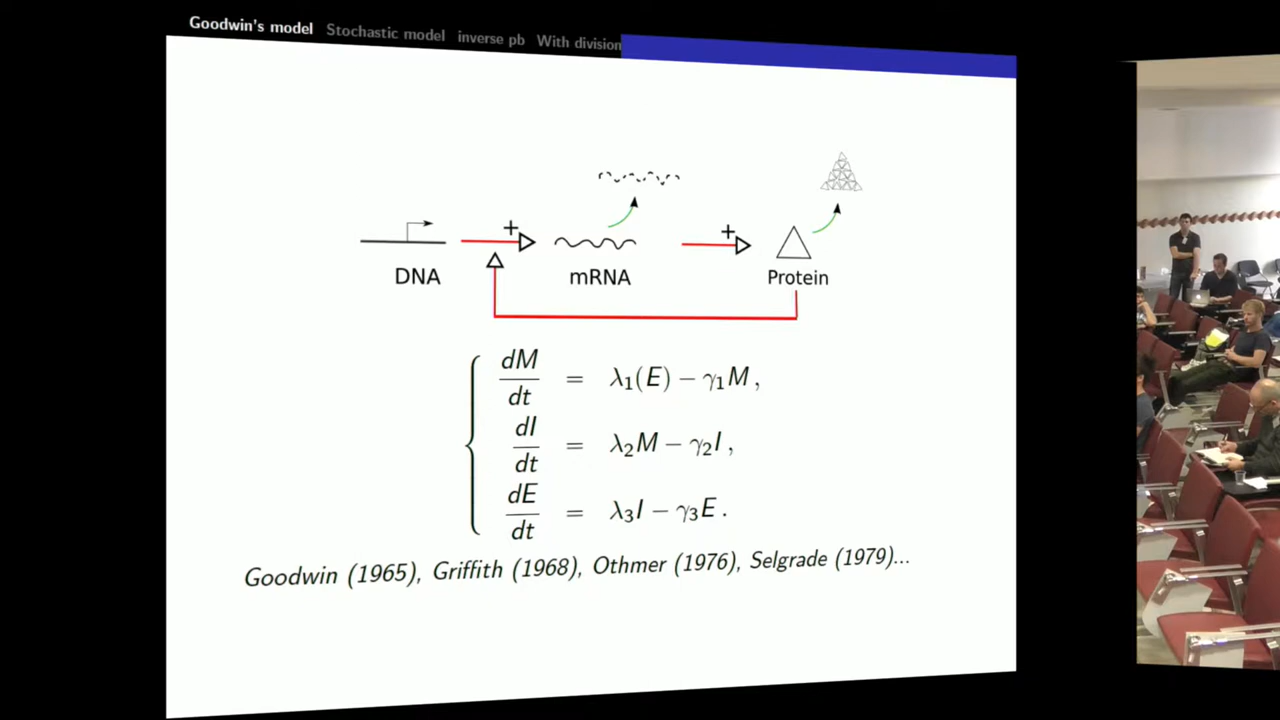 Goodwin's model Stochastic model inverse pb With division
+
+
DNA
mRNA
Protein
dM/dt = λ₁(E) − γ₁M,
dI/dt = λ₂M − γ₂I,
dE/dt = λ₃I − γ₃E.
Goodwin (1965), Griffith (1968), Othmer (1976), Selgrade (1979)...